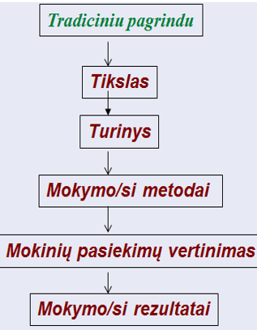 Tradiciniu pagrindu
Tikslas
Turinys
Mokymo/si metodai
Mokinių pasiekimų vertinimas
Mokymo/si rezultatai